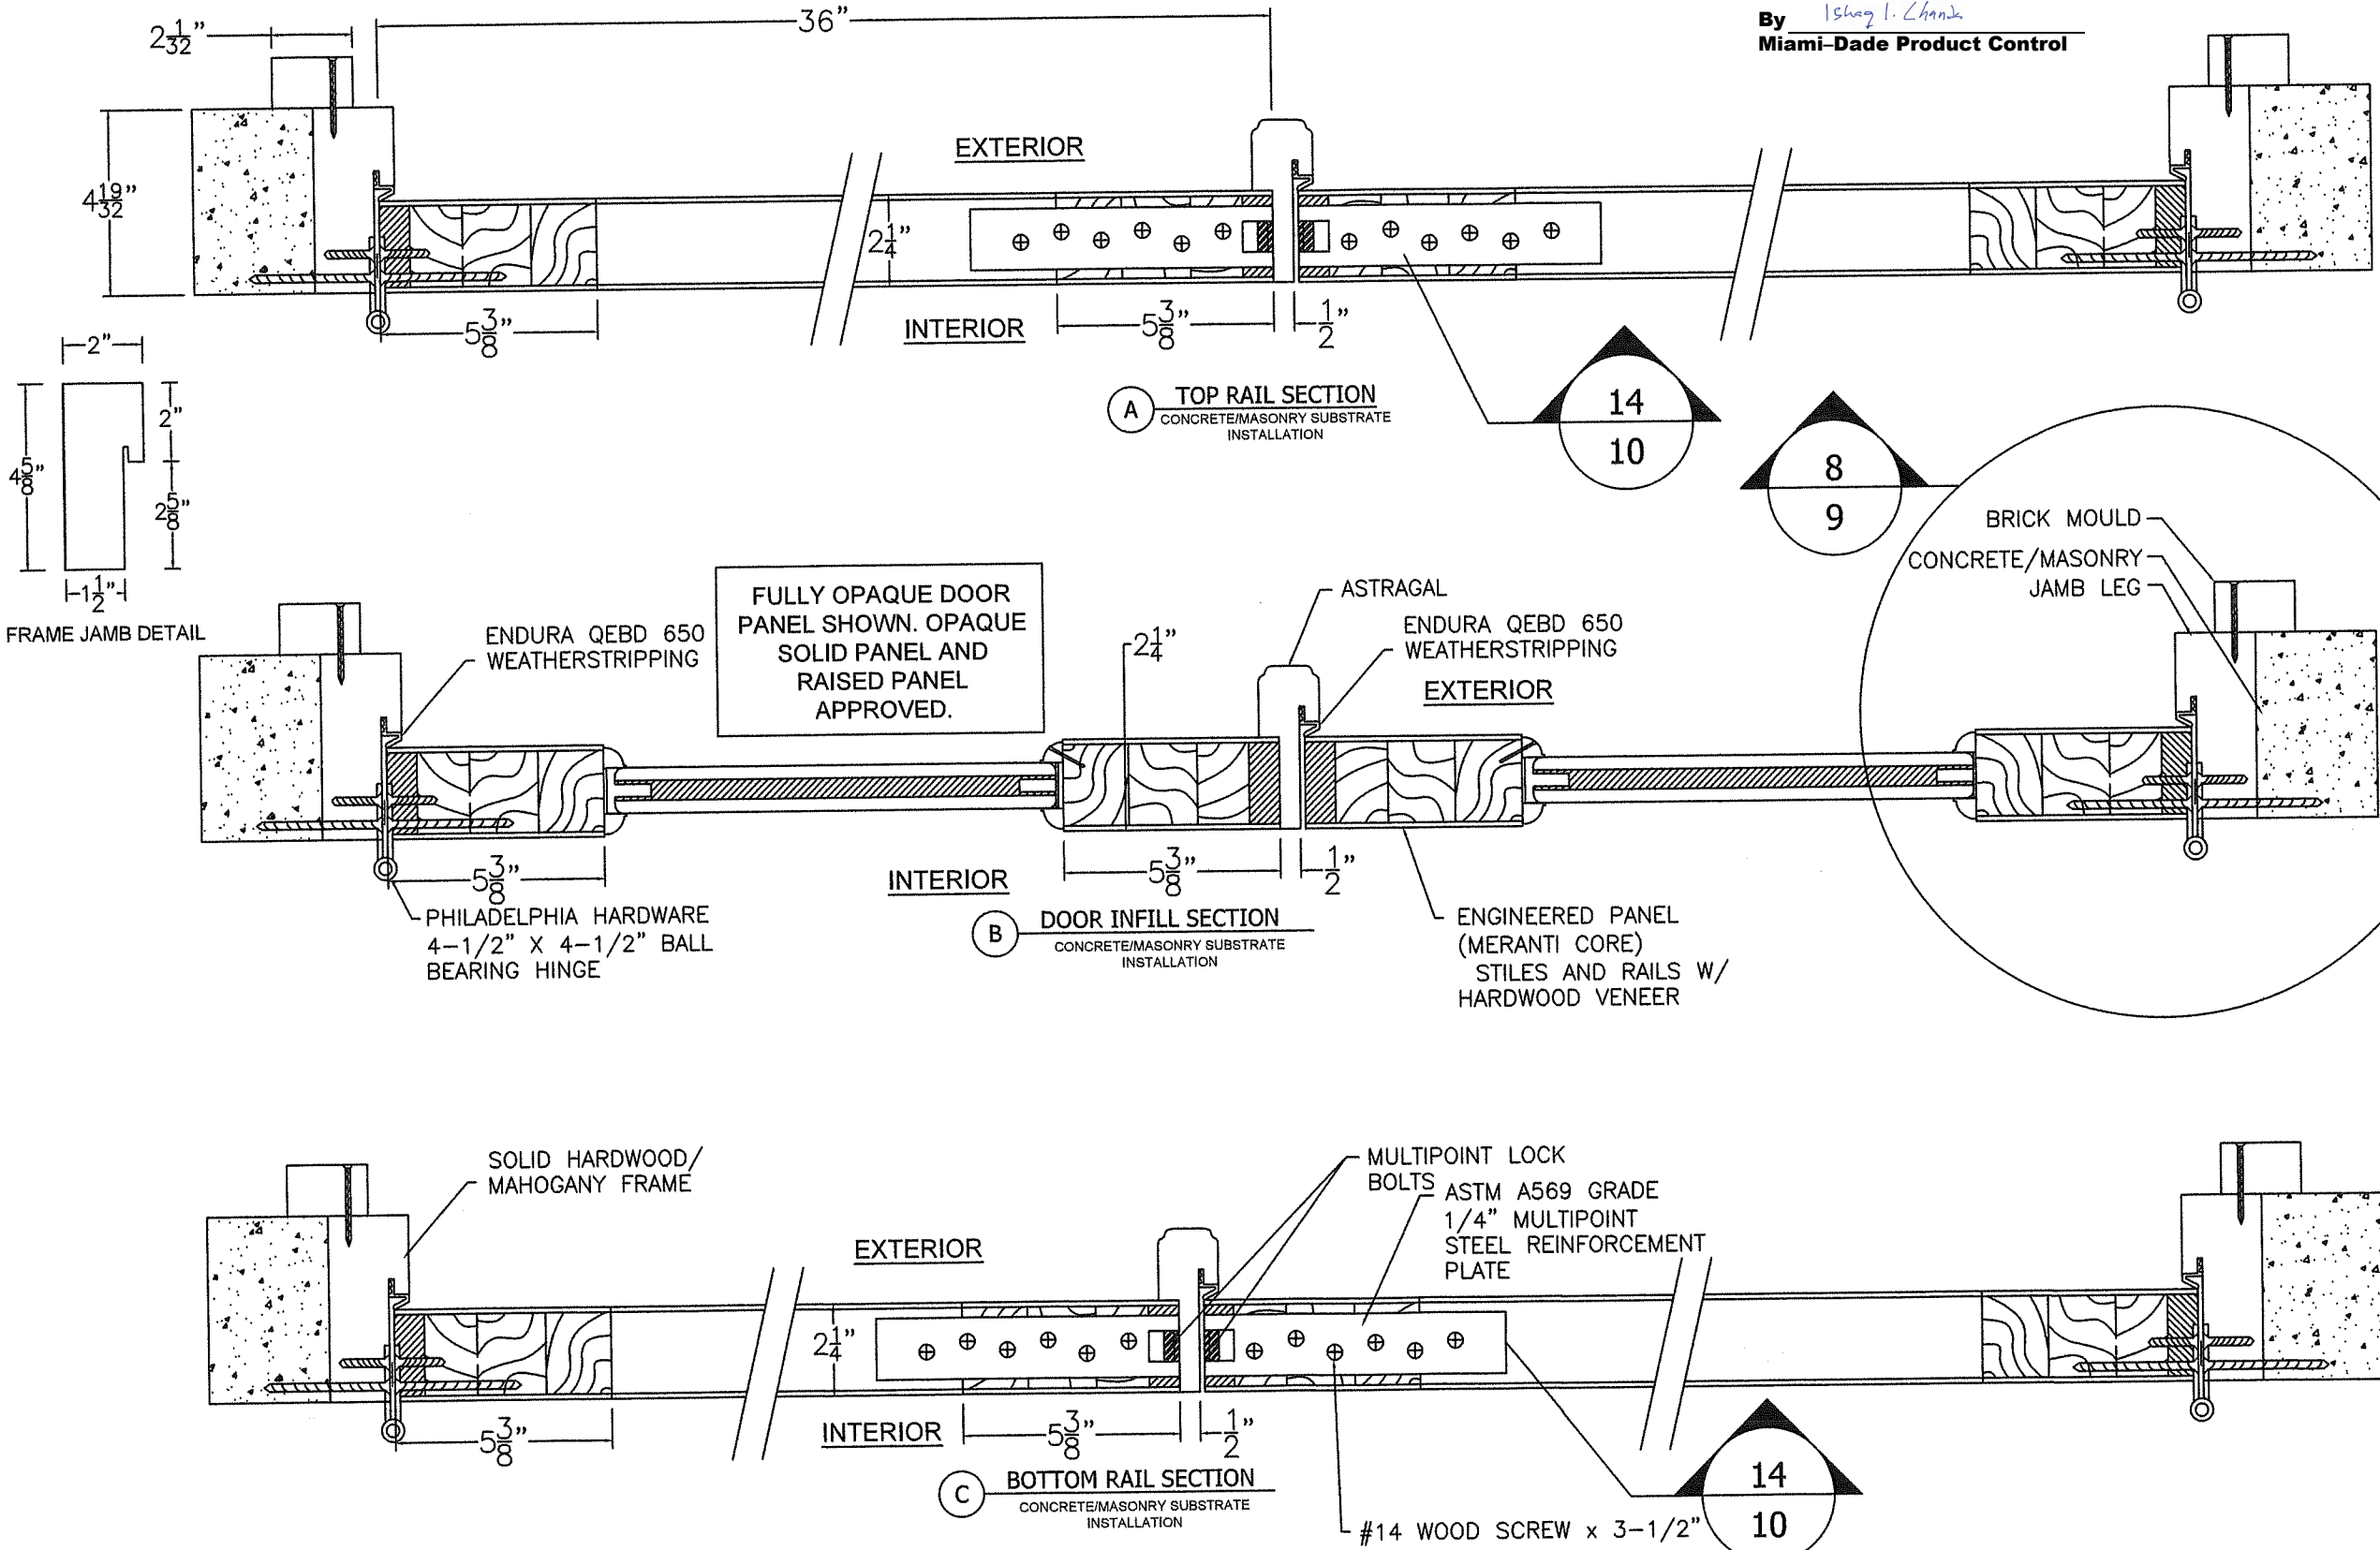 By Ishaq I. Chanda
Miami–Dade Product Control
2 1/32"
36"
4 19/32"
EXTERIOR
2 1/4"
INTERIOR
5 3/8"
5 3/8"
1/2"
A TOP RAIL SECTION
CONCRETE/MASONRY SUBSTRATE
INSTALLATION
14
10
2"
2"
4 5/8"
2 5/8"
1 1/2"
FRAME JAMB DETAIL
8
9
BRICK MOULD
CONCRETE/MASONRY
JAMB LEG
ENDURA QEBD 650
WEATHERSTRIPPING
FULLY OPAQUE DOOR
PANEL SHOWN. OPAQUE
SOLID PANEL AND
RAISED PANEL
APPROVED.
2 1/4"
ASTRAGAL
ENDURA QEBD 650
WEATHERSTRIPPING
EXTERIOR
5 3/8"
INTERIOR
5 3/8"
1/2"
PHILADELPHIA HARDWARE
4-1/2" X 4-1/2" BALL
BEARING HINGE
B DOOR INFILL SECTION
CONCRETE/MASONRY SUBSTRATE
INSTALLATION
ENGINEERED PANEL
(MERANTI CORE)
STILES AND RAILS W/
HARDWOOD VENEER
SOLID HARDWOOD/
MAHOGANY FRAME
EXTERIOR
MULTIPOINT LOCK
BOLTS
ASTM A569 GRADE
1/4" MULTIPOINT
STEEL REINFORCEMENT
PLATE
2 1/4"
5 3/8"
INTERIOR
5 3/8"
1/2"
C BOTTOM RAIL SECTION
CONCRETE/MASONRY SUBSTRATE
INSTALLATION
#14 WOOD SCREW x 3-1/2"
14
10